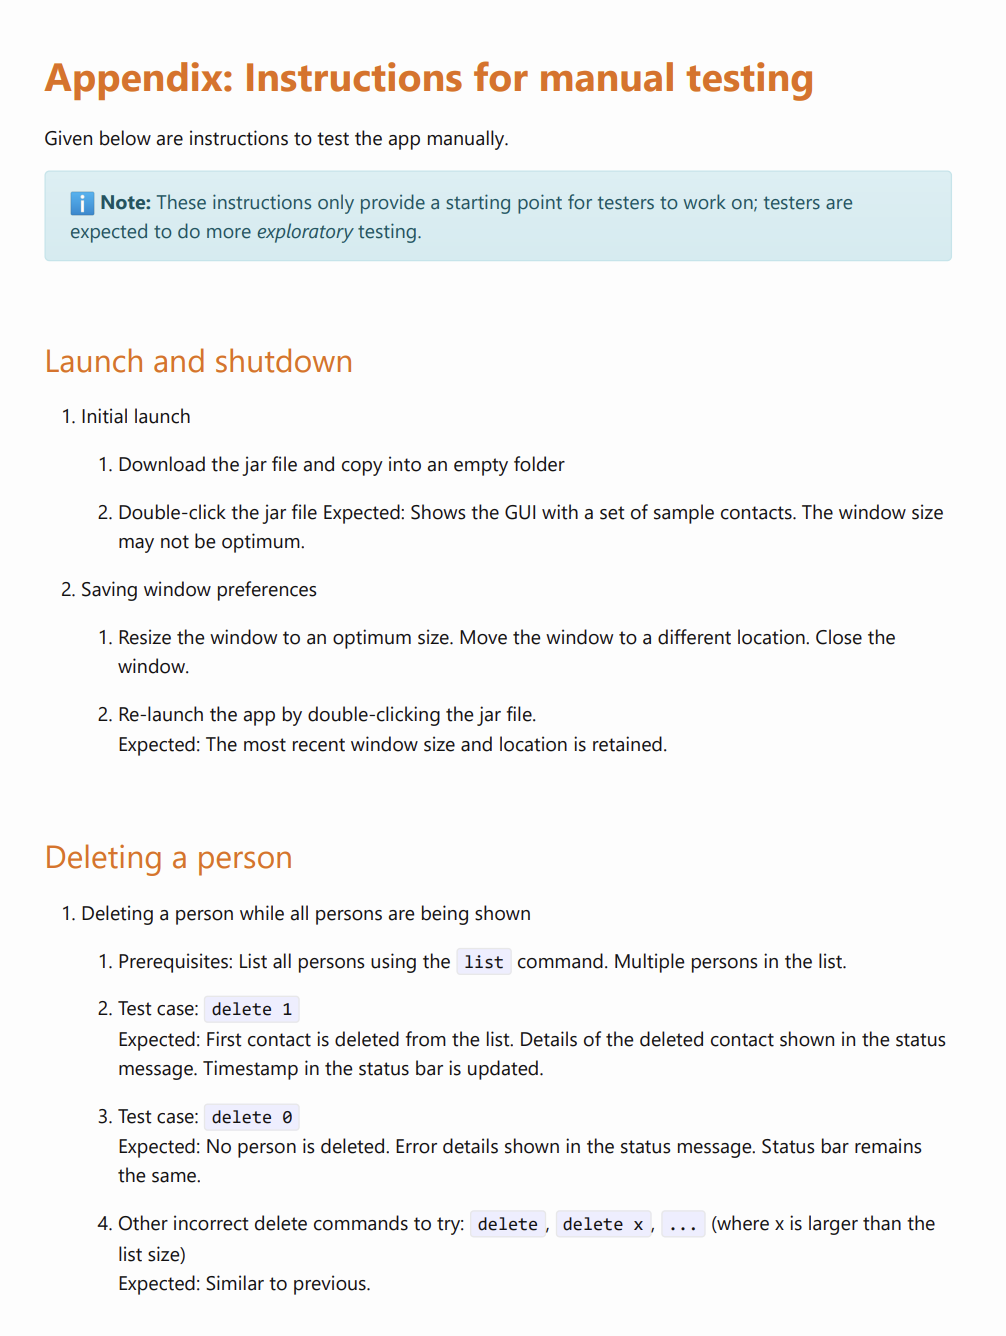 Appendix: Instructions for manual testing
Given below are instructions to test the app manually.
ℹ️ Note: These instructions only provide a starting point for testers to work on; testers are
expected to do more exploratory testing.
Launch and shutdown
1. Initial launch
1. Download the jar file and copy into an empty folder
2. Double-click the jar file Expected: Shows the GUI with a set of sample contacts. The window size
may not be optimum.
2. Saving window preferences
1. Resize the window to an optimum size. Move the window to a different location. Close the
window.
2. Re-launch the app by double-clicking the jar file.
Expected: The most recent window size and location is retained.
Deleting a person
1. Deleting a person while all persons are being shown
1. Prerequisites: List all persons using the list command. Multiple persons in the list.
2. Test case: delete 1
Expected: First contact is deleted from the list. Details of the deleted contact shown in the status
message. Timestamp in the status bar is updated.
3. Test case: delete 0
Expected: No person is deleted. Error details shown in the status message. Status bar remains
the same.
4. Other incorrect delete commands to try: delete, delete x, ... (where x is larger than the
list size)
Expected: Similar to previous.